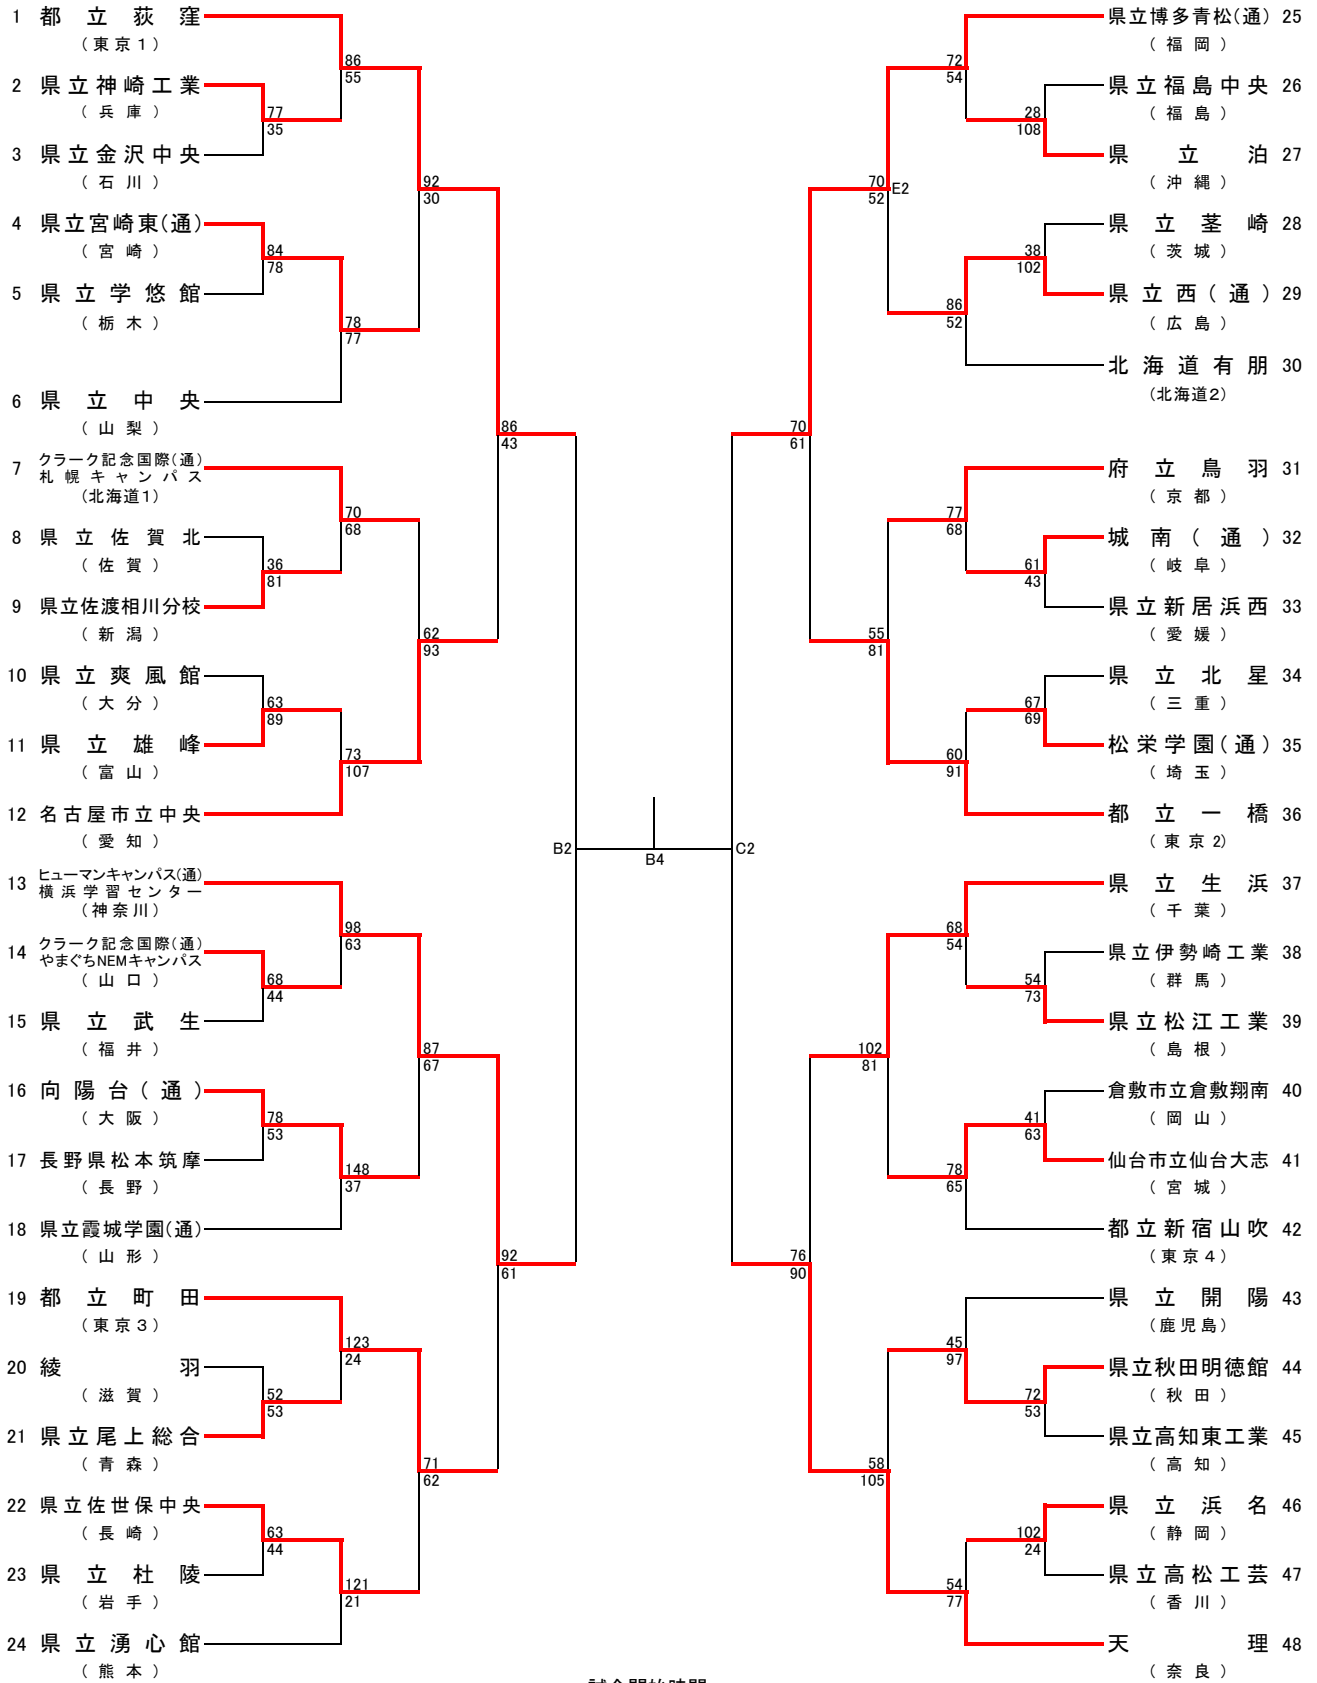 1 都立荻窪
(東京1)
2 県立神崎工業
(兵庫)
3 県立金沢中央
(石川)
4 県立宮崎東(通)
(宮崎)
5 県立学悠館
(栃木)
6 県立中央
(山梨)
7 クラーク記念国際(通)
札幌キャンパス
(北海道1)
8 県立佐賀北
(佐賀)
9 県立佐渡相川分校
(新潟)
10 県立爽風館
(大分)
11 県立雄峰
(富山)
12 名古屋市立中央
(愛知)
13 ヒューマンキャンパス(通)
横浜学習センター
(神奈川)
14 クラーク記念国際(通)
やまぐちNEMキャンパス
(山口)
15 県立武生
(福井)
16 向陽台(通)
(大阪)
17 長野県松本筑摩
(長野)
18 県立霞城学園(通)
(山形)
19 都立町田
(東京3)
20 綾羽
(滋賀)
21 県立尾上総合
(青森)
22 県立佐世保中央
(長崎)
23 県立杜陵
(岩手)
24 県立湧心館
(熊本)
77
35
84
78
36
81
63
89
68
44
78
53
52
53
63
44
86
55
78
77
70
68
73
107
98
63
148
37
123
24
121
21
92
30
62
93
87
67
71
62
86
43
92
61
B2
B4
C2
70
61
76
90
70
52
E2
55
81
102
81
58
105
72
54
86
52
77
68
60
91
68
54
78
65
45
97
54
77
28
108
38
102
61
43
67
69
54
73
41
63
72
53
102
24
県立博多青松(通) 25
(福岡)
県立福島中央 26
(福島)
県立泊 27
(沖縄)
県立茎崎 28
(茨城)
県立西(通) 29
(広島)
北海道有朋 30
(北海道2)
府立鳥羽 31
(京都)
城南(通) 32
(岐阜)
県立新居浜西 33
(愛媛)
県立北星 34
(三重)
松栄学園(通) 35
(埼玉)
都立一橋 36
(東京2)
県立生浜 37
(千葉)
県立伊勢崎工業 38
(群馬)
県立松江工業 39
(島根)
倉敷市立倉敷翔南 40
(岡山)
仙台市立仙台大志 41
(宮城)
都立新宿山吹 42
(東京4)
県立開陽 43
(鹿児島)
県立秋田明徳館 44
(秋田)
県立高知東工業 45
(高知)
県立浜名 46
(静岡)
県立高松工芸 47
(香川)
天理 48
(奈良)
試合開始時間